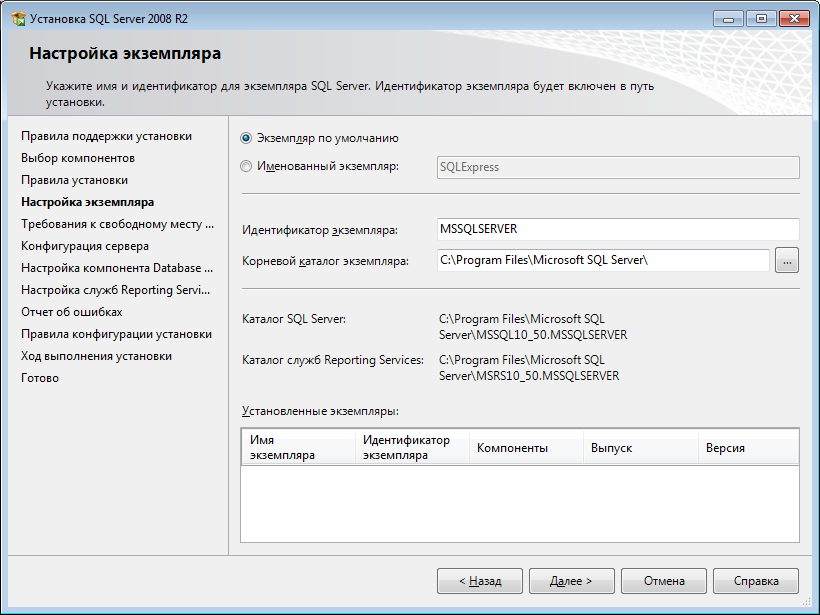 Установка SQL Server 2008 R2
Настройка экземпляра
Укажите имя и идентификатор для экземпляра SQL Server. Идентификатор экземпляра будет включен в путь
установки.
Правила поддержки установки
Выбор компонентов
Правила установки
Настройка экземпляра
Требования к свободному месту ...
Конфигурация сервера
Настройка компонента Database ...
Настройка служб Reporting Servi...
Отчет об ошибках
Правила конфигурации установки
Ход выполнения установки
Готово
Экземпляр по умолчанию
Именованный экземпляр:
SQLExpress
Идентификатор экземпляра:
MSSQLSERVER
Корневой каталог экземпляра:
C:\Program Files\Microsoft SQL Server\
...
Каталог SQL Server:
C:\Program Files\Microsoft SQL
Server\MSSQL10_50.MSSQLSERVER
Каталог служб Reporting Services:
C:\Program Files\Microsoft SQL
Server\MSRS10_50.MSSQLSERVER
Установленные экземпляры:
Имя
экземпляра
Идентификатор
экземпляра
Компоненты
Выпуск
Версия
< Назад
Далее >
Отмена
Справка